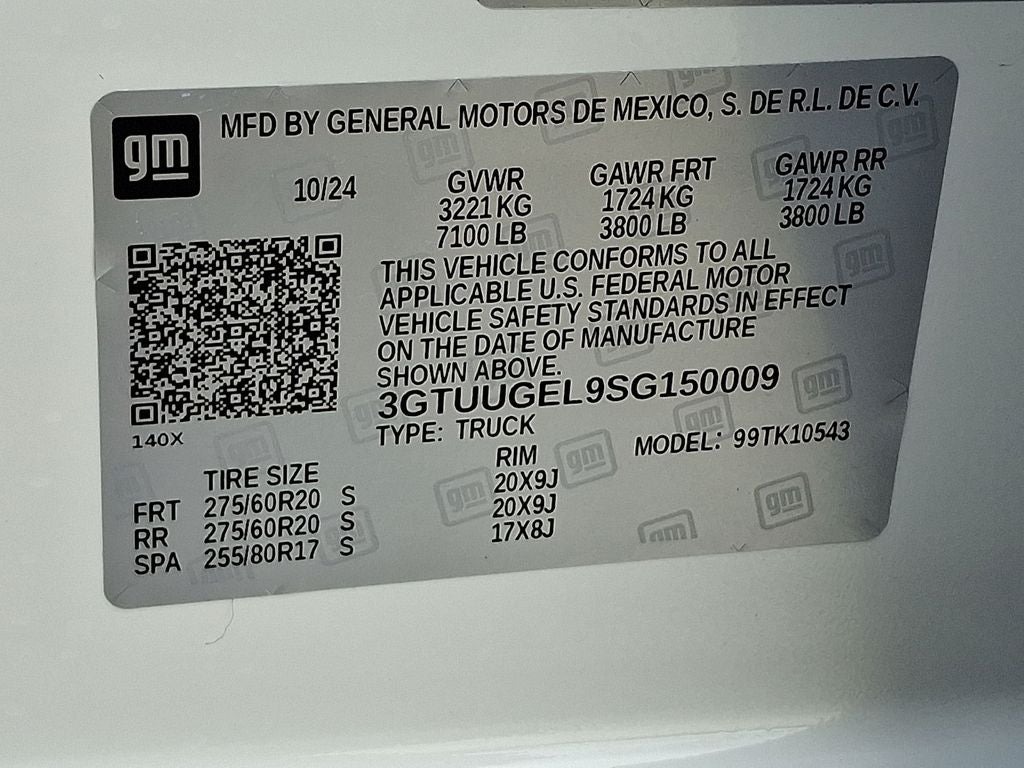 gm MFD BY GENERAL MOTORS DE MEXICO, S. DE R.L. DE C.V.
10/24 GVWR GAWR FRT GAWR RR
3221 KG 1724 KG 1724 KG
7100 LB 3800 LB 3800 LB
THIS VEHICLE CONFORMS TO ALL
APPLICABLE U.S. FEDERAL MOTOR
VEHICLE SAFETY STANDARDS IN EFFECT
ON THE DATE OF MANUFACTURE
SHOWN ABOVE.
3GTUUGEL9SG150009
140X
TYPE: TRUCK MODEL: 99TK10543
TIRE SIZE RIM
FRT 275/60R20 S 20X9J
RR 275/60R20 S 20X9J
SPA 255/80R17 S 17X8J